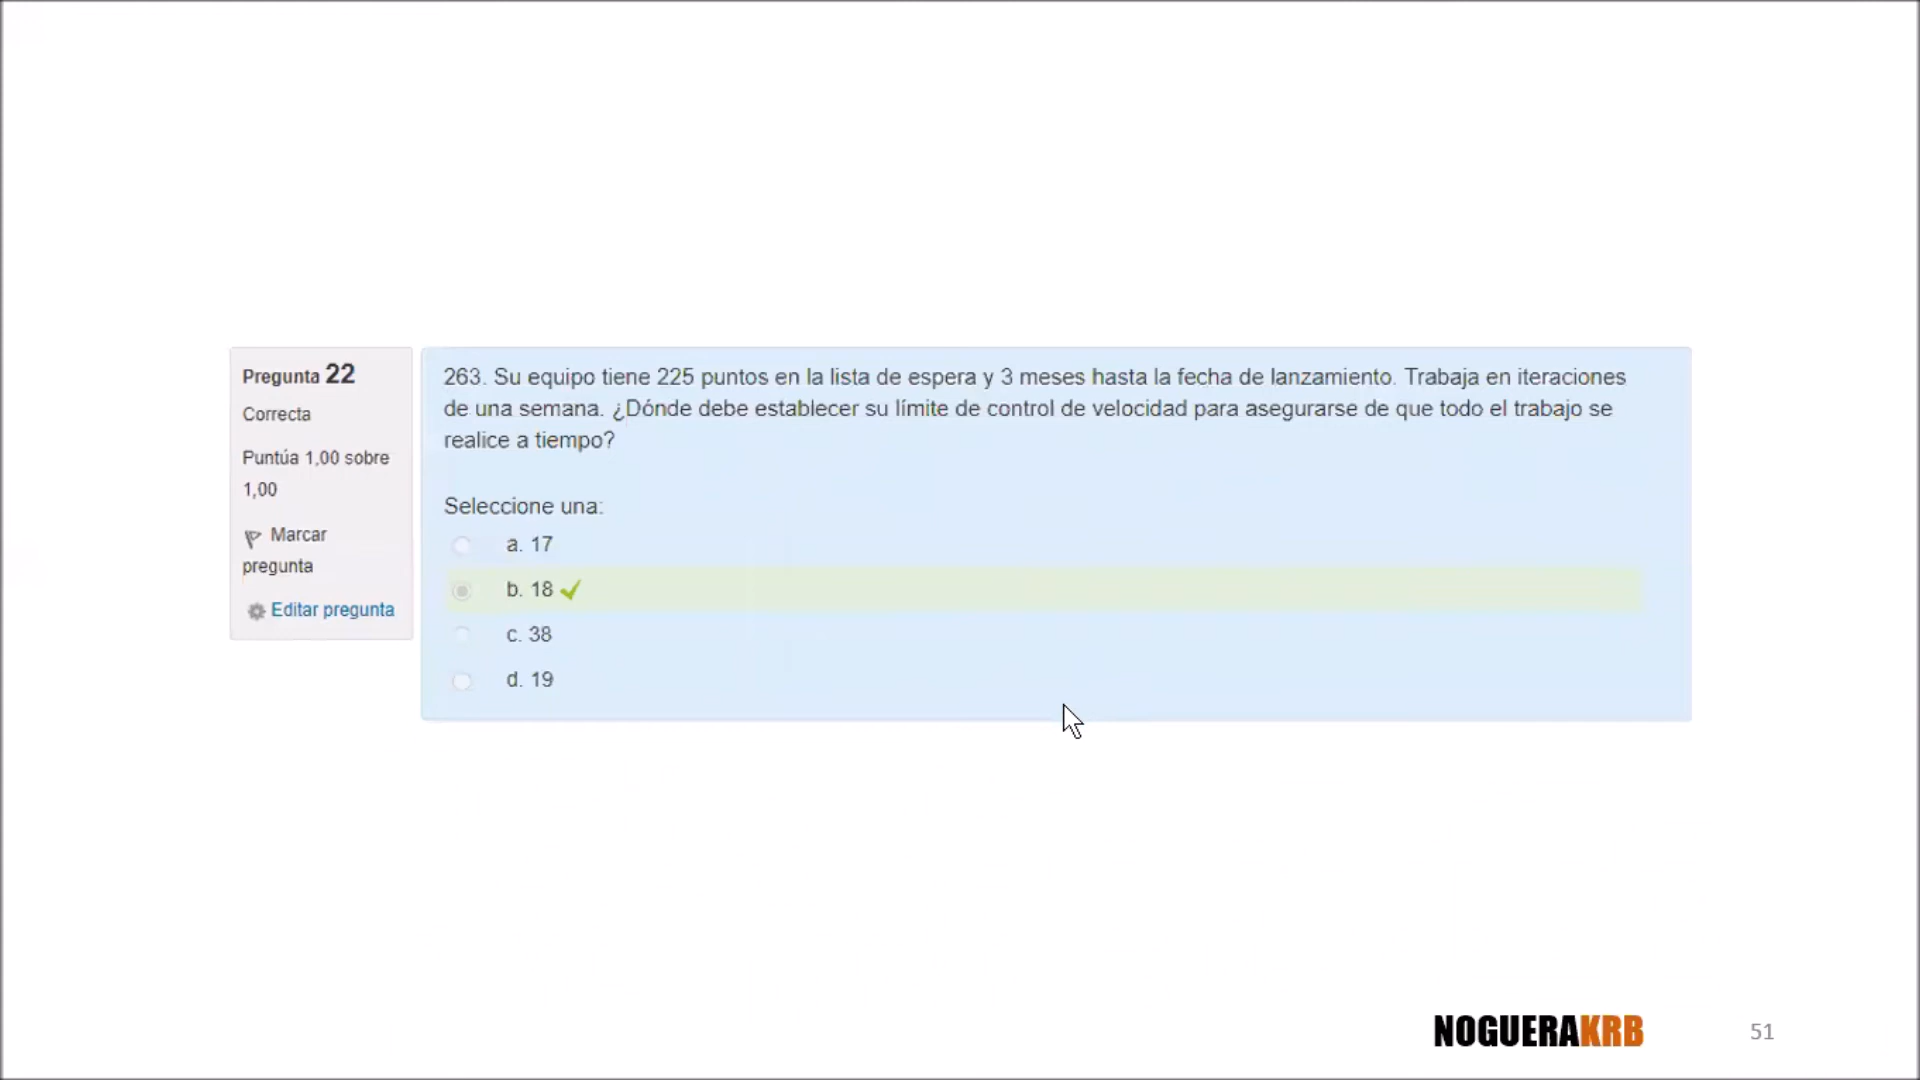 Pregunta 22
Correcta
Puntúa 1,00 sobre
1,00
Marcar
pregunta
Editar pregunta
263. Su equipo tiene 225 puntos en la lista de espera y 3 meses hasta la fecha de lanzamiento. Trabaja en iteraciones
de una semana. ¿Dónde debe establecer su límite de control de velocidad para asegurarse de que todo el trabajo se
realice a tiempo?
Seleccione una:
a. 17
b. 18
c. 38
d. 19
NOGUERAKRB
51